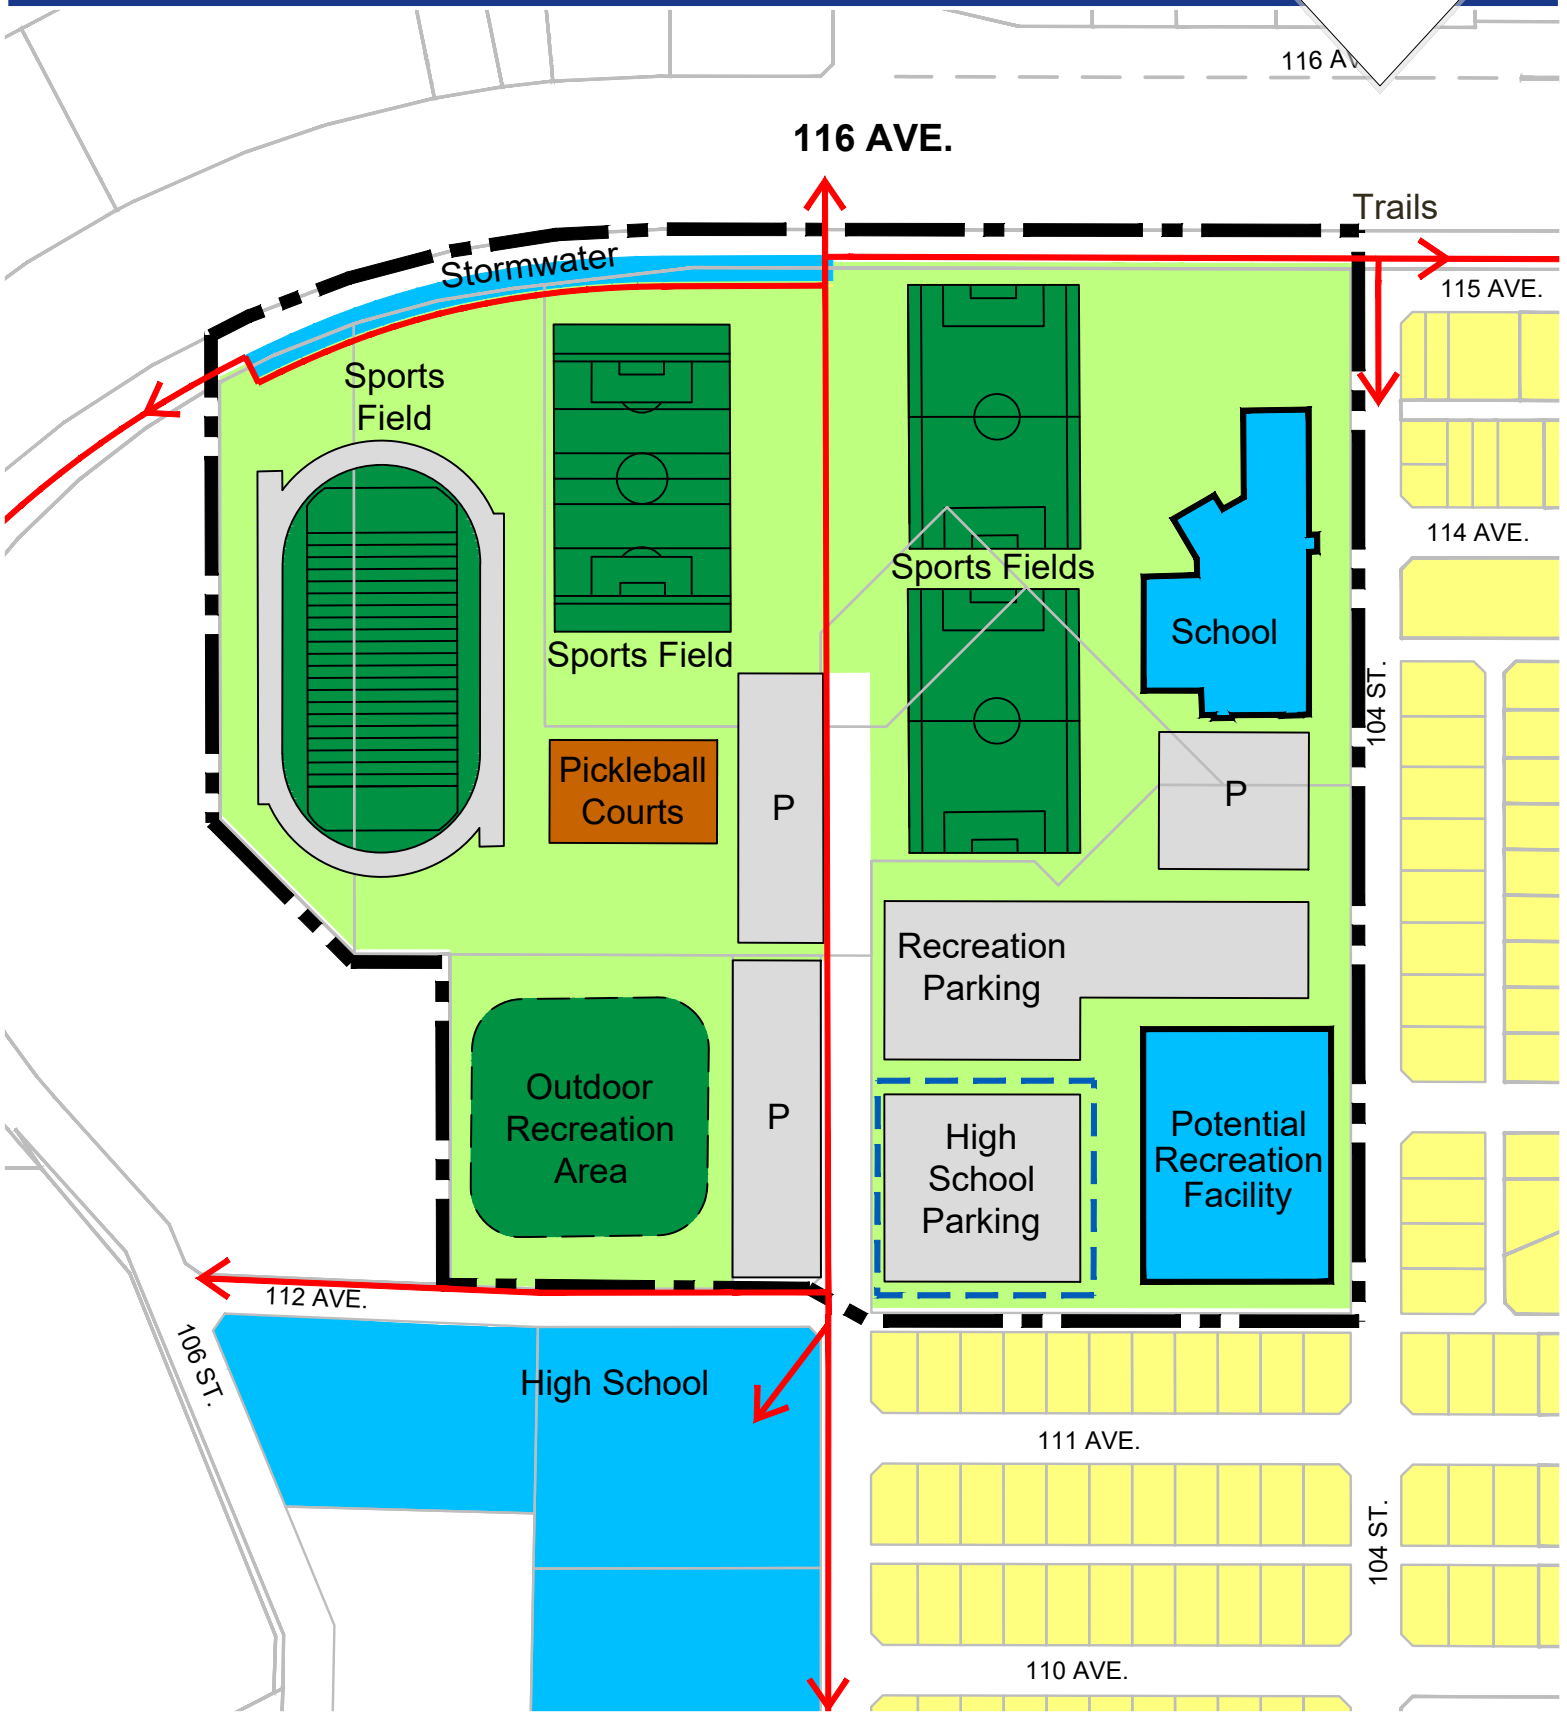 116 AV
116 AVE.
Trails
Stormwater
115 AVE.
Sports
Field
114 AVE.
Sports Fields
School
Sports Field
104 ST.
Pickleball
Courts
P
P
Recreation
Parking
Outdoor
Recreation
Area
P
High
School
Parking
Potential
Recreation
Facility
112 AVE.
106 ST.
High School
111 AVE.
104 ST.
110 AVE.